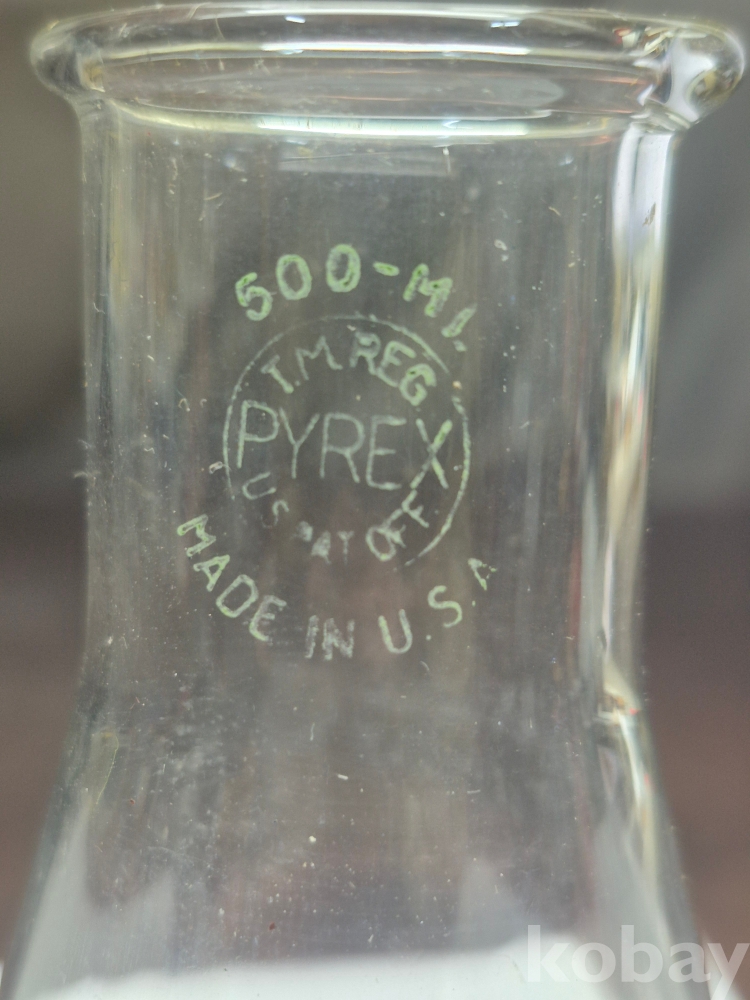 500-Ml.
T.M. REG.
PYREX
U.S. PAT. OFF.
MADE IN U.S.A
kobay